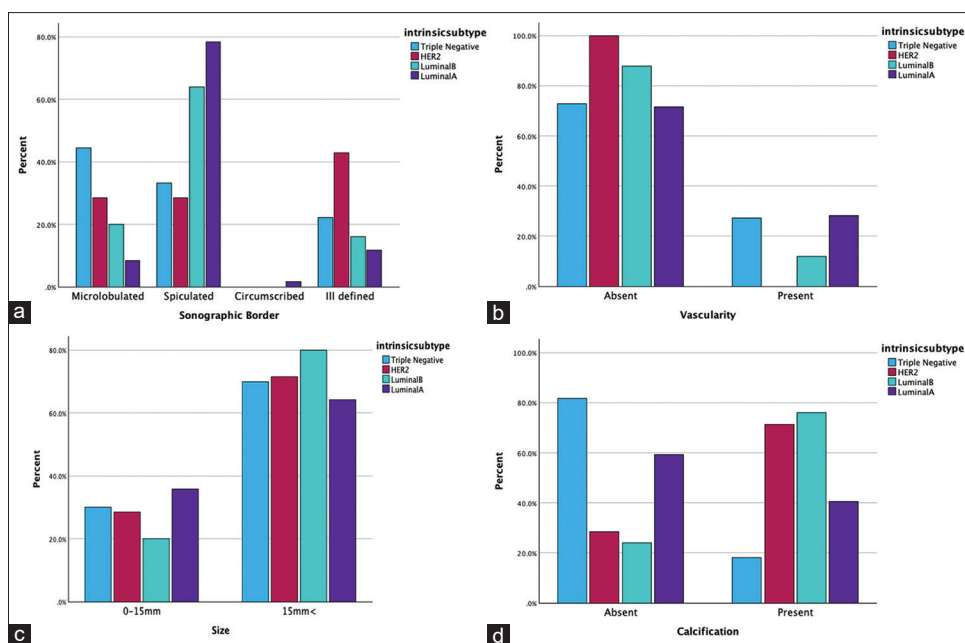 80.0%
60.0%
40.0%
20.0%
.0%
Percent
Microlobulated Spiculated Circumscribed Ill defined
Sonographic Border
intrinsicsubtype
Triple Negative
HER2
LuminalB
LuminalA
a
100.0%
80.0%
60.0%
40.0%
20.0%
.0%
Percent
Absent Present
Vascularity
intrinsicsubtype
Triple Negative
HER2
LuminalB
LuminalA
b
80.0%
60.0%
40.0%
20.0%
.0%
Percent
0-15mm 15mm<
Size
intrinsicsubtype
Triple Negative
HER2
LuminalB
LuminalA
c
100.0%
80.0%
60.0%
40.0%
20.0%
.0%
Percent
Absent Present
Calcification
intrinsicsubtype
Triple Negative
HER2
LuminalB
LuminalA
d